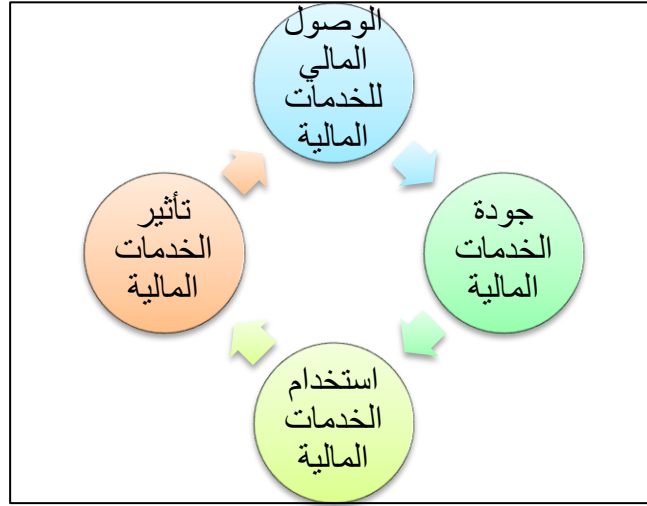 الوصول
المالي
للخدمات
المالية
جودة
الخدمات
المالية
استخدام
الخدمات
المالية
تأثير
الخدمات
المالية